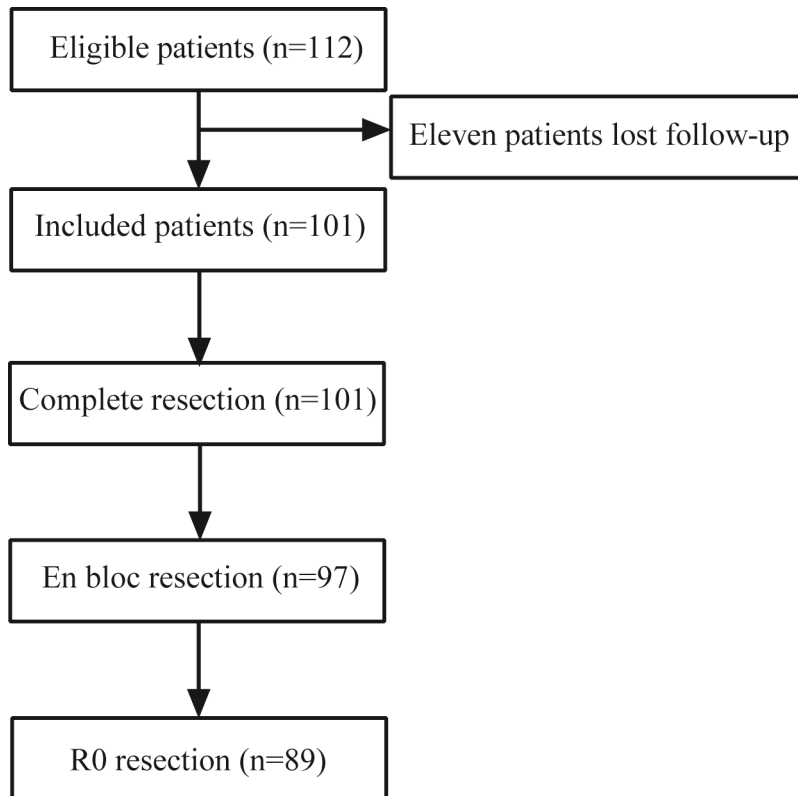 Eligible patients (n=112)
Eleven patients lost follow-up
Included patients (n=101)
Complete resection (n=101)
En bloc resection (n=97)
R0 resection (n=89)